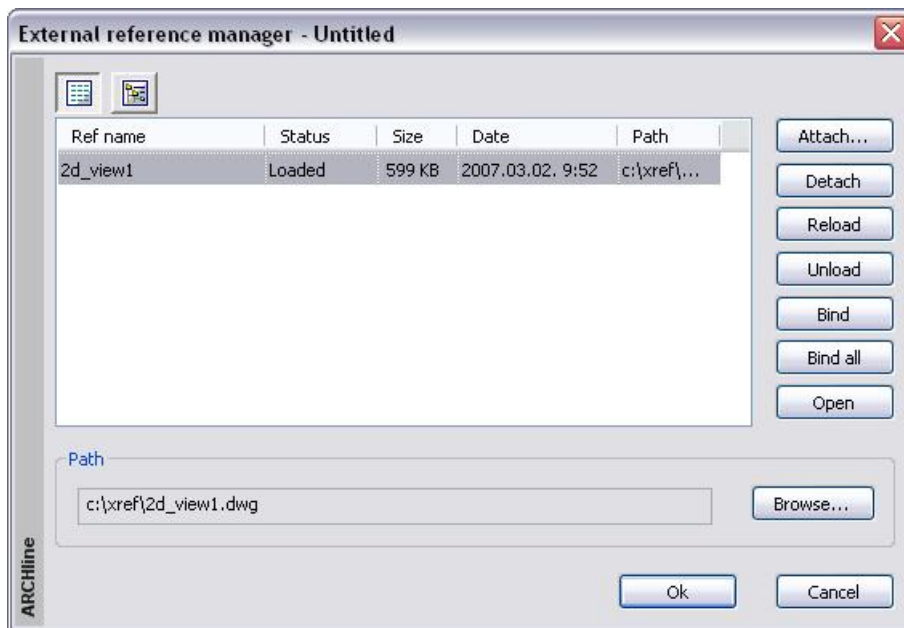 External reference manager - Untitled
Ref name Status Size Date Path
2d_view1 Loaded 599 KB 2007.03.02. 9:52 c:\xref\...
Attach...
Detach
Reload
Unload
Bind
Bind all
Open
Path
c:\xref\2d_view1.dwg
Browse...
ARCHline
Ok
Cancel